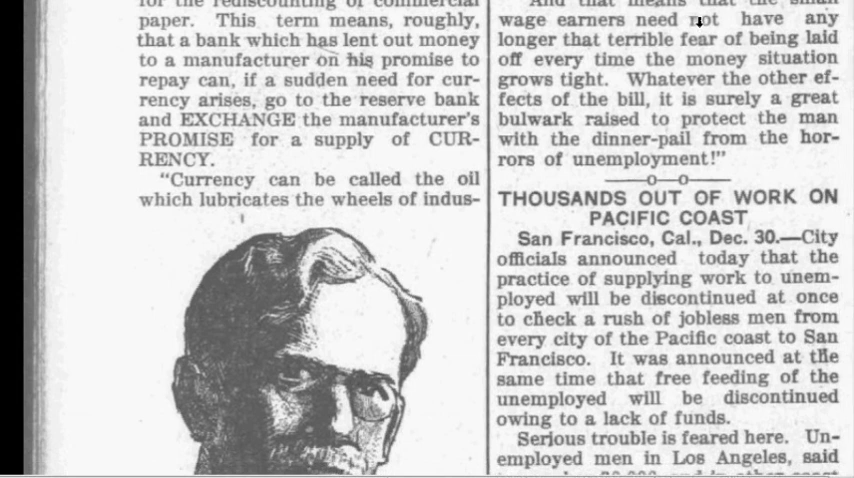 for the rediscounting of commercial
paper. This term means, roughly,
that a bank which has lent out money
to a manufacturer on his promise to
repay can, if a sudden need for cur-
rency arises, go to the reserve bank
and EXCHANGE the manufacturer's
PROMISE for a supply of CUR-
RENCY.
"Currency can be called the oil
which lubricates the wheels of indus-
"And that means that the small
wage earners need not have any
longer that terrible fear of being laid
off every time the money situation
grows tight. Whatever the other ef-
fects of the bill, it is surely a great
bulwark raised to protect the man
with the dinner-pail from the hor-
rors of unemployment!"
THOUSANDS OUT OF WORK ON
PACIFIC COAST
San Francisco, Cal., Dec. 30.—City
officials announced today that the
practice of supplying work to unem-
ployed will be discontinued at once
to check a rush of jobless men from
every city of the Pacific coast to San
Francisco. It was announced at the
same time that free feeding of the
unemployed will be discontinued
owing to a lack of funds.
Serious trouble is feared here. Un-
employed men in Los Angeles, said